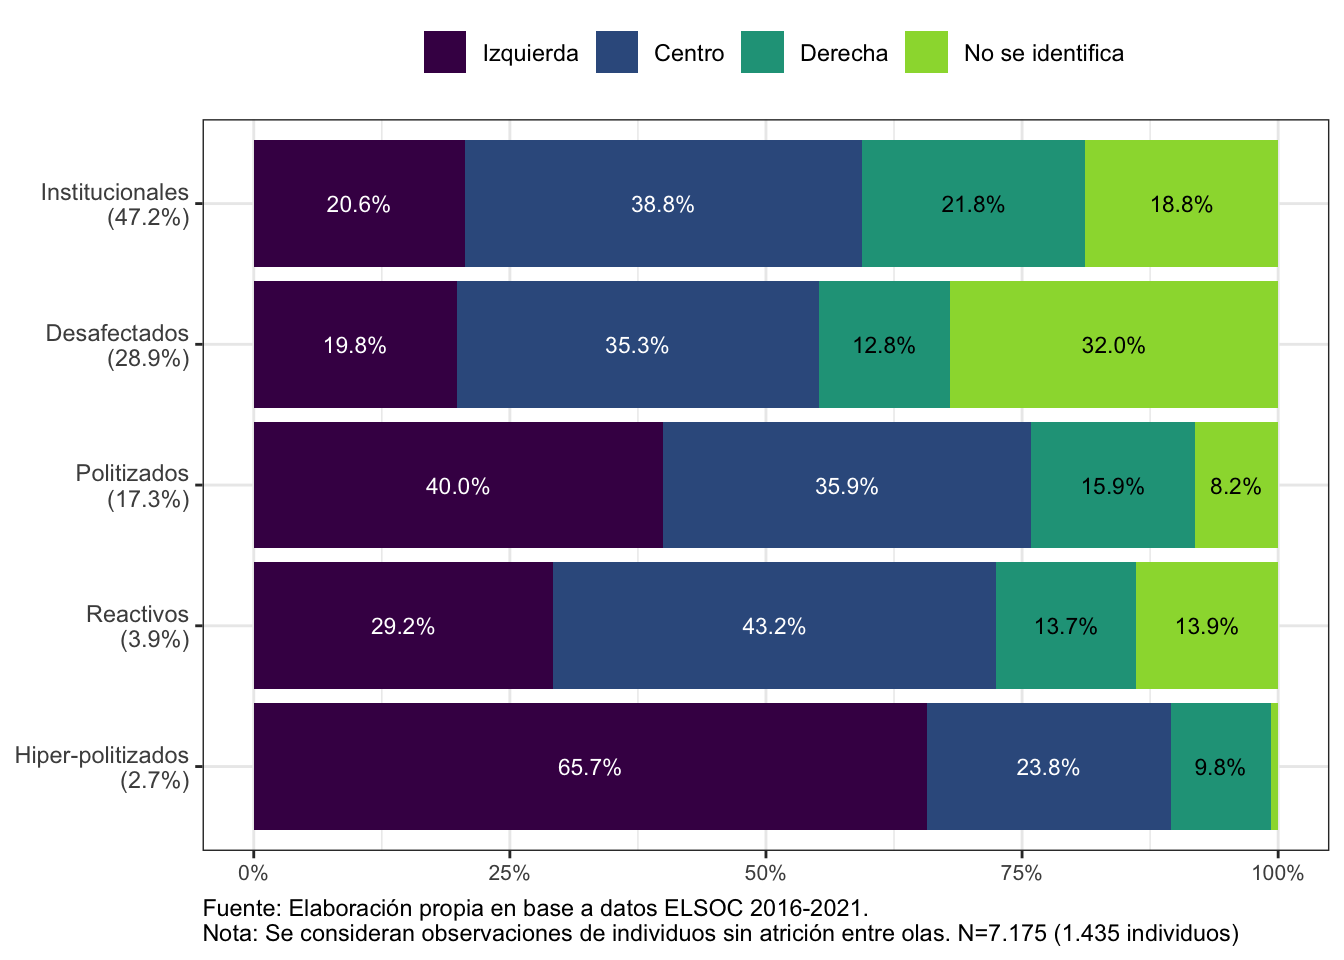 Izquierda Centro Derecha No se identifica
Institucionales
(47.2%)
20.6% 38.8% 21.8% 18.8%
Desafectados
(28.9%)
19.8% 35.3% 12.8% 32.0%
Politizados
(17.3%)
40.0% 35.9% 15.9% 8.2%
Reactivos
(3.9%)
29.2% 43.2% 13.7% 13.9%
Hiper-politizados
(2.7%)
65.7% 23.8% 9.8%
0% 25% 50% 75% 100%
Fuente: Elaboración propia en base a datos ELSOC 2016-2021.
Nota: Se consideran observaciones de individuos sin atrición entre olas. N=7.175 (1.435 individuos)